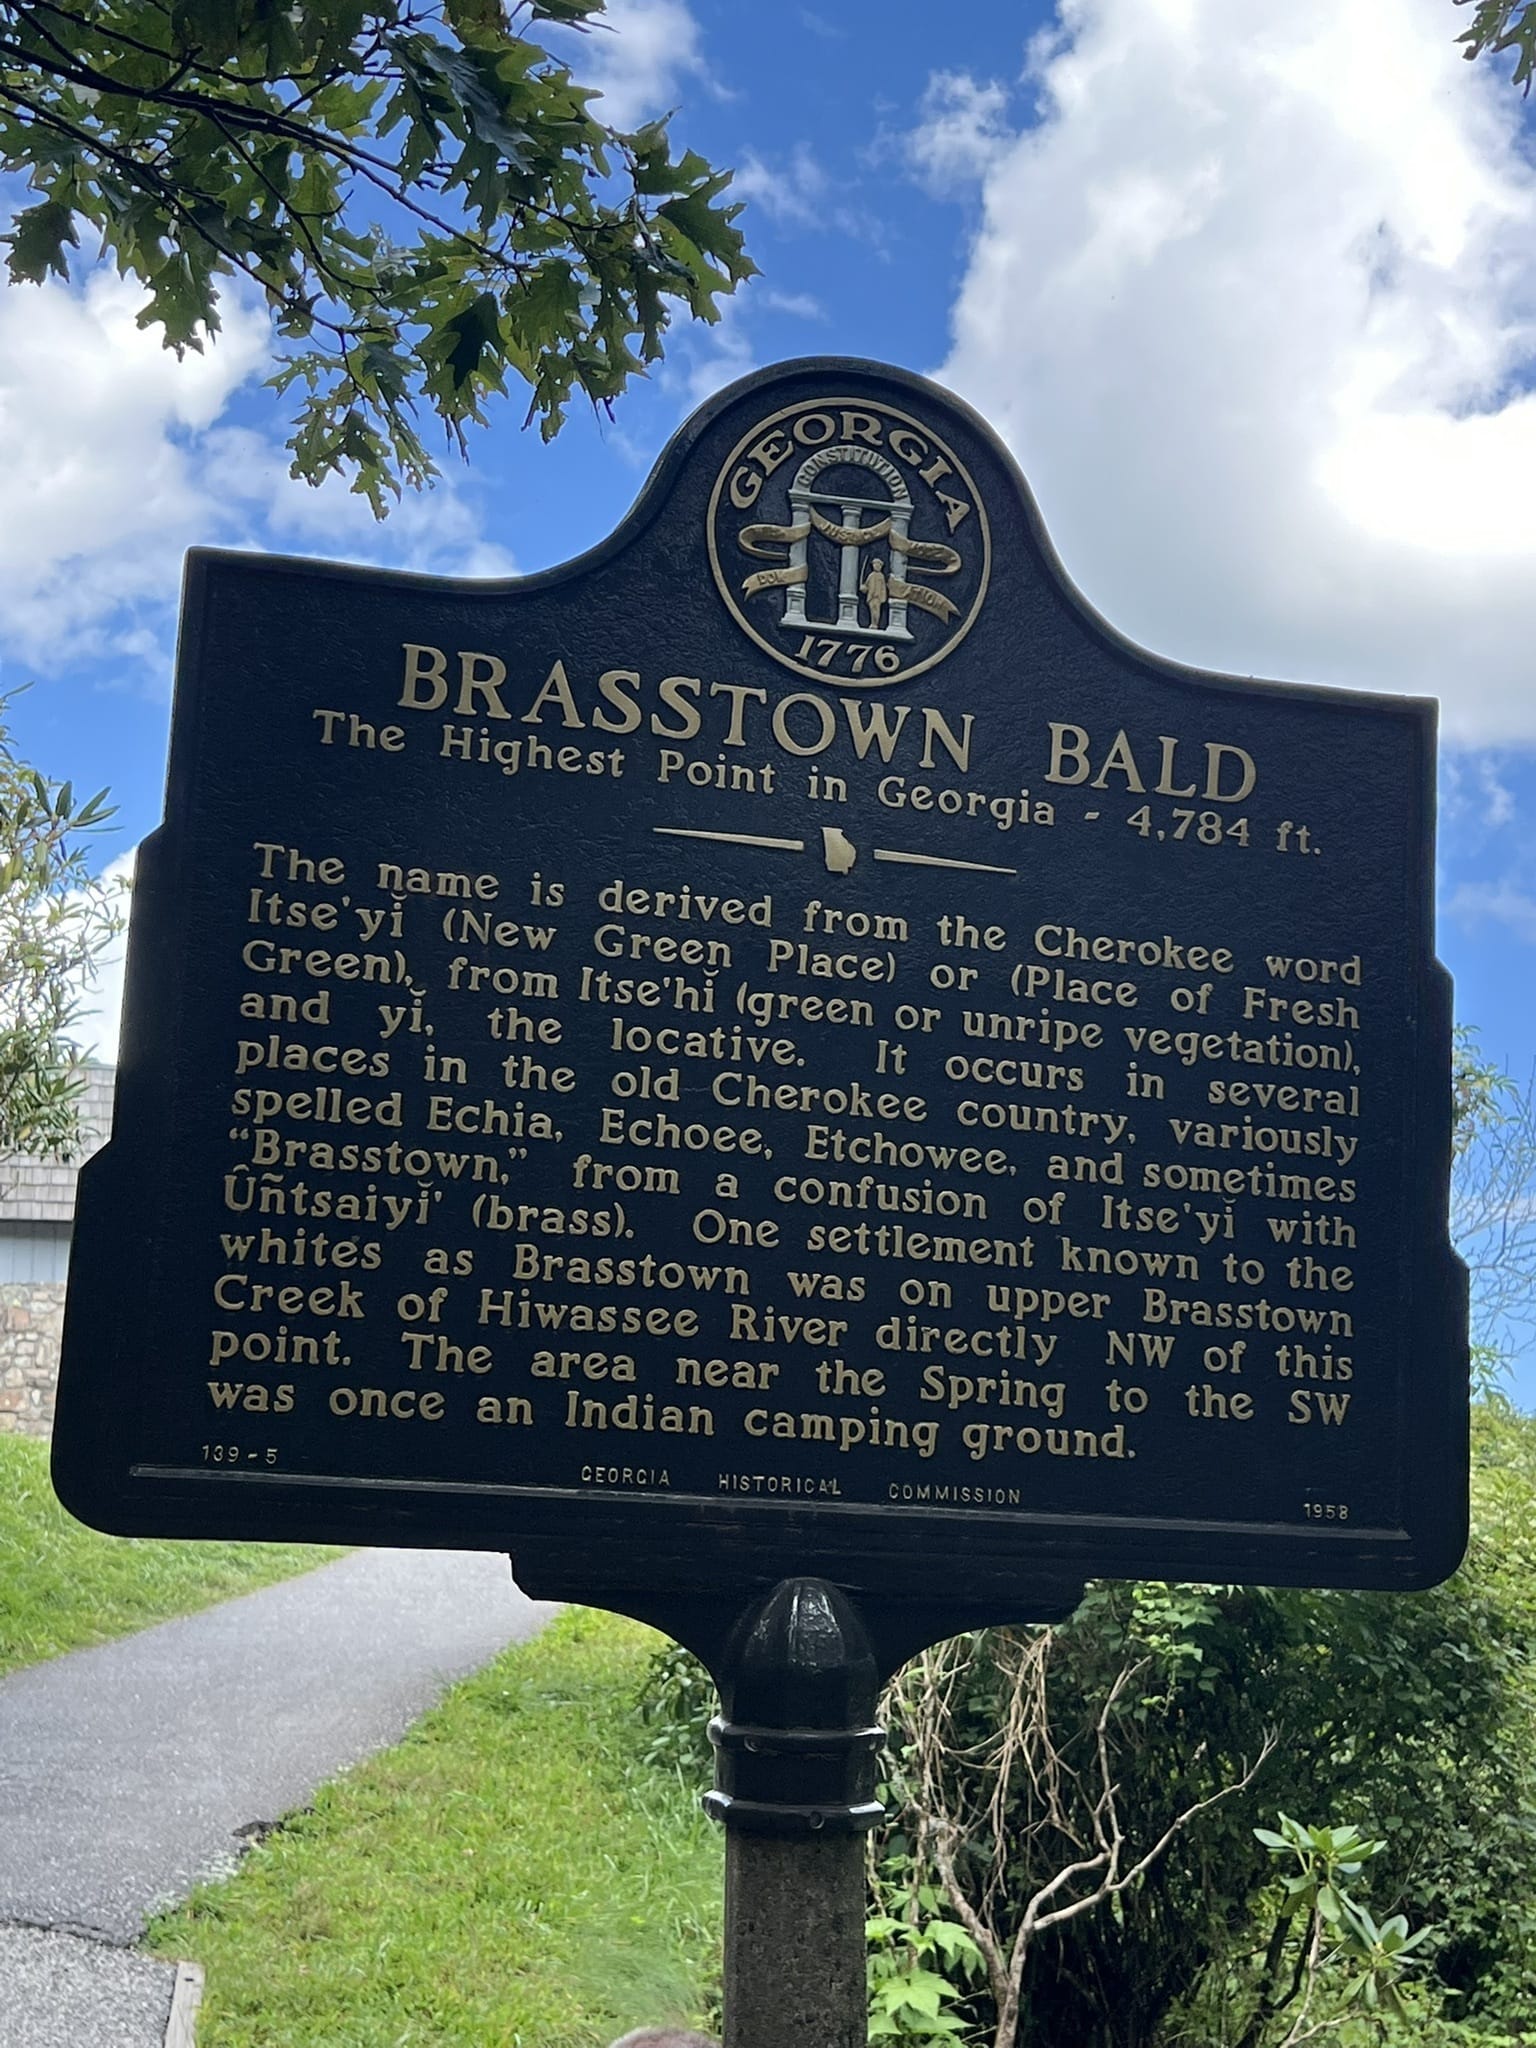 GEORGIA
CONSTITUTION
1776
BRASSTOWN BALD
The Highest Point in Georgia - 4,784 ft.
The name is derived from the Cherokee word
Itse'yĭ (New Green Place) or (Place of Fresh
Green), from Itse'hĭ (green or unripe vegetation),
and yĭ, the locative. It occurs in several
places in the old Cherokee country, variously
spelled Echia, Echoee, Etchowee, and sometimes
“Brasstown,” from a confusion of Itse'yĭ with
Ûñtsaiyĭ' (brass). One settlement known to the
whites as Brasstown was on upper Brasstown
Creek of Hiwassee River directly NW of this
point. The area near the Spring to the SW
was once an Indian camping ground.
139-5 GEORGIA HISTORICAL COMMISSION 1958